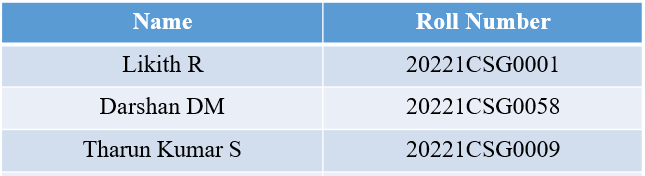 Name Roll Number
Likith R 20221CSG0001
Darshan DM 20221CSG0058
Tharun Kumar S 20221CSG0009